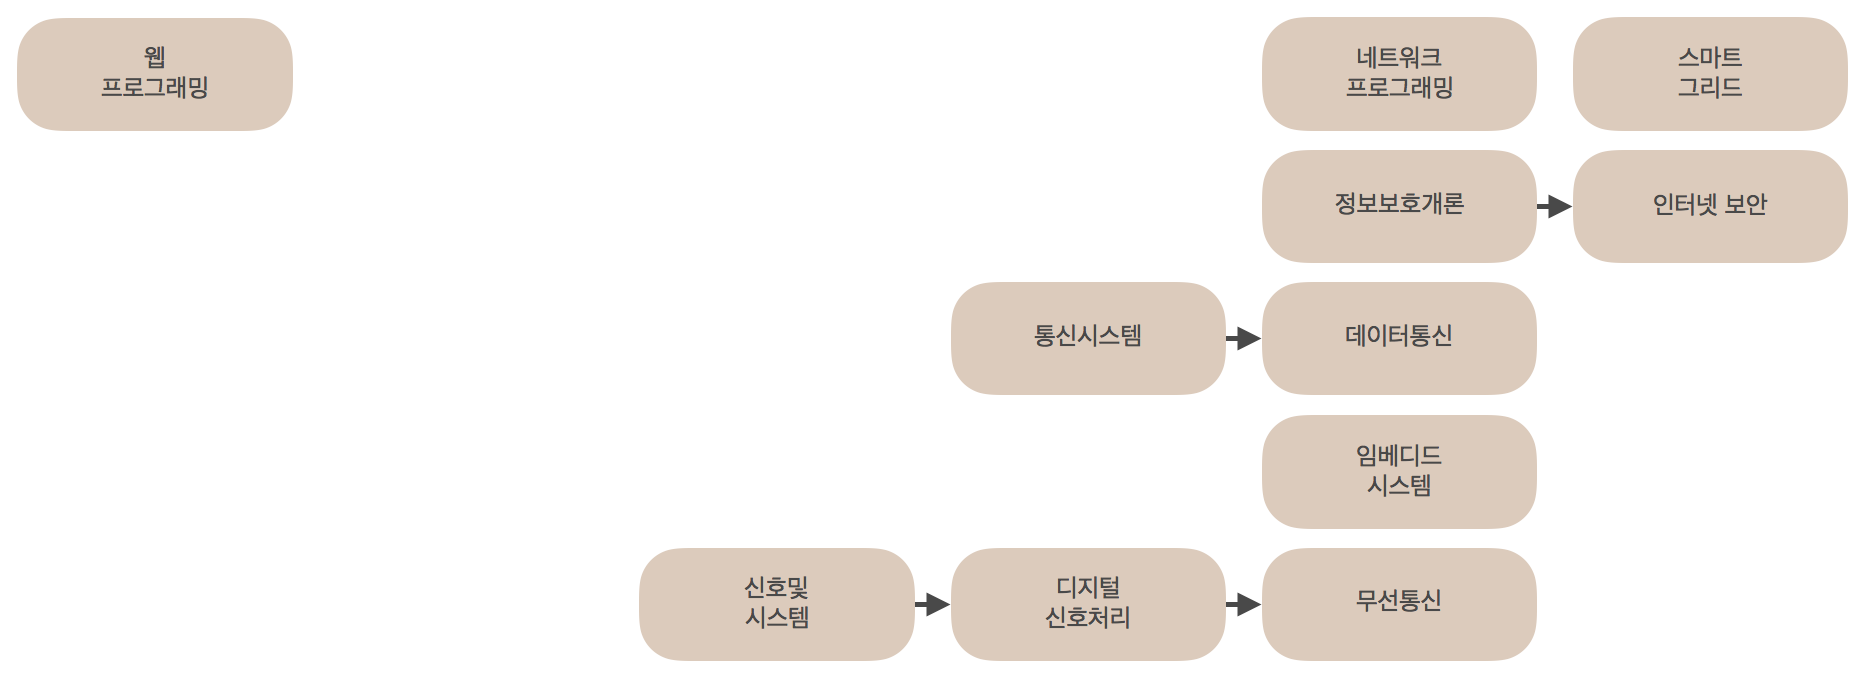 웹
프로그래밍
네트워크
프로그래밍
스마트
그리드
정보보호개론
인터넷 보안
통신시스템
데이터통신
임베디드
시스템
신호및
시스템
디지털
신호처리
무선통신